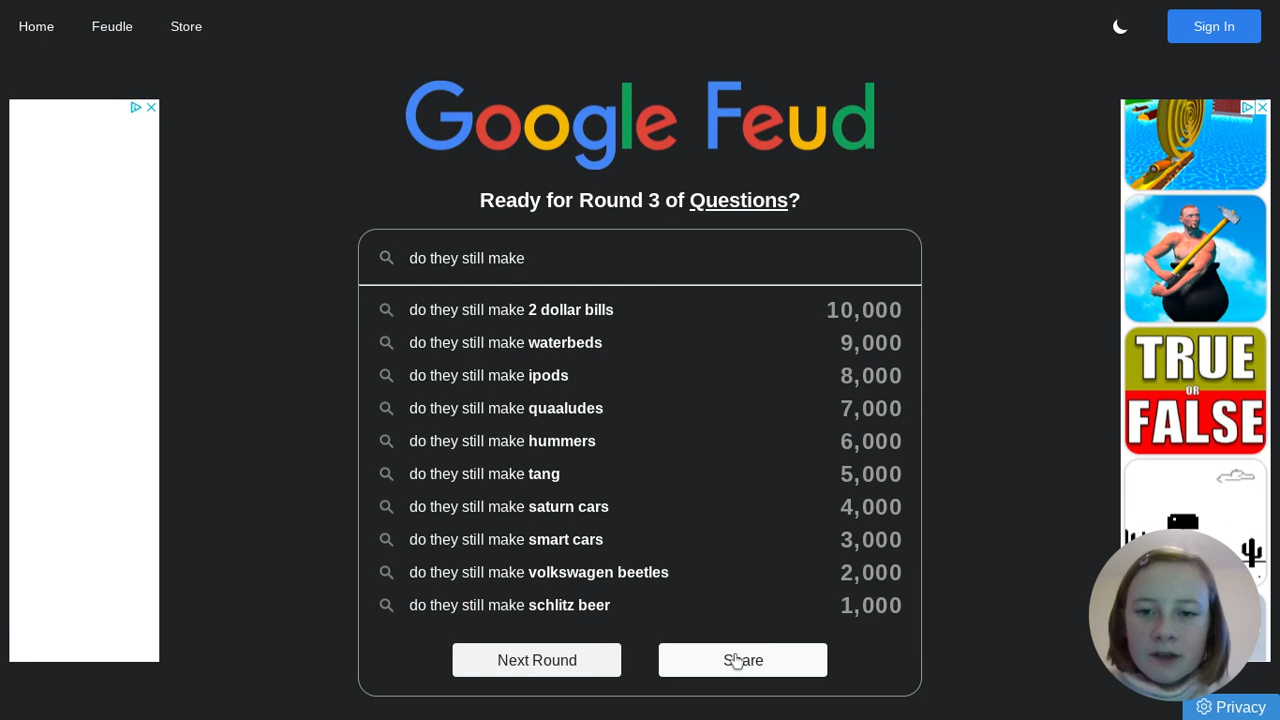 Home Feudle Store Sign In
Google Feud
Ready for Round 3 of Questions?
do they still make
do they still make 2 dollar bills 10,000
do they still make waterbeds 9,000
do they still make ipods 8,000
do they still make quaaludes 7,000
do they still make hummers 6,000
do they still make tang 5,000
do they still make saturn cars 4,000
do they still make smart cars 3,000
do they still make volkswagen beetles 2,000
do they still make schlitz beer 1,000
Next Round Share
TRUE
OR
FALSE
Privacy